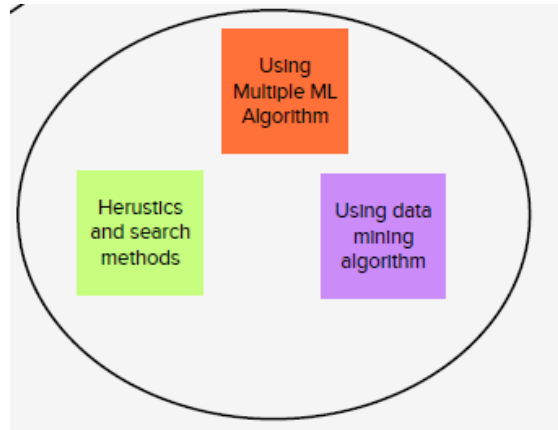 Using
Multiple ML
Algorithm
Herustics
and search
methods
Using data
mining
algorithm